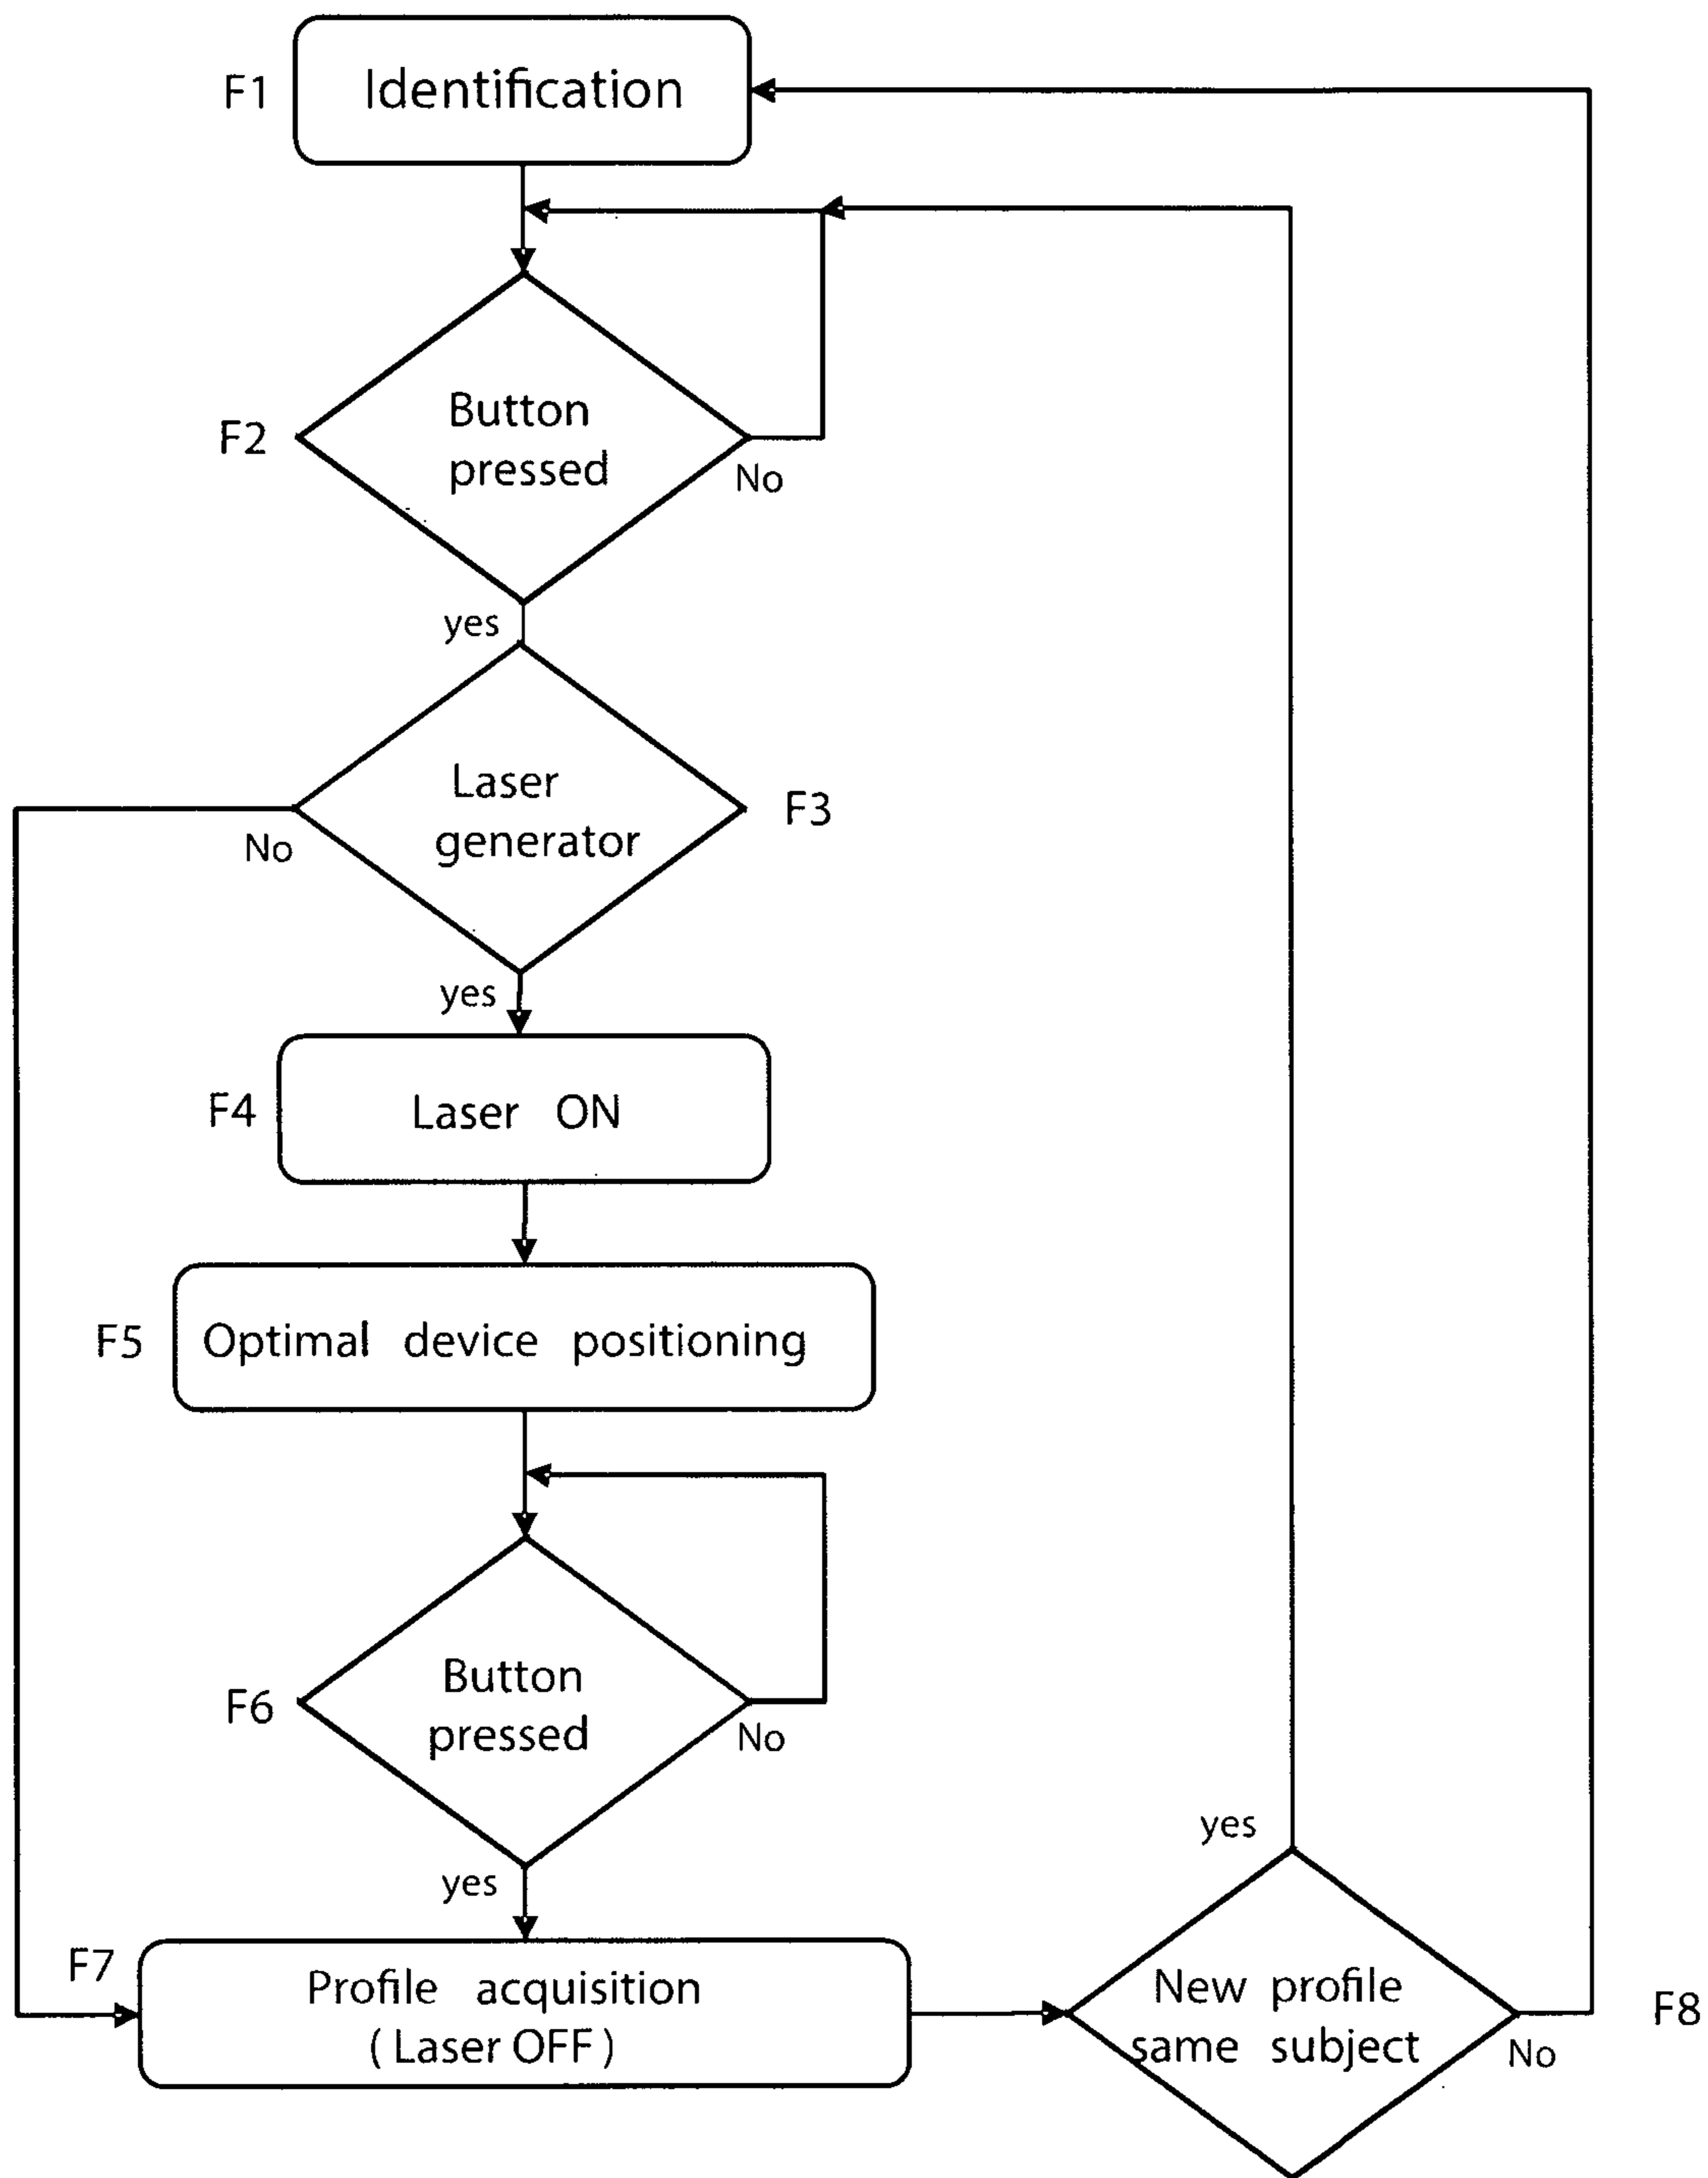 F1
Identification
F2
Button
pressed
No
yes
Laser
generator
F3
No
yes
F4
Laser ON
F5
Optimal device positioning
F6
Button
pressed
No
yes
F7
Profile acquisition
( Laser OFF )
yes
New profile
same subject
No
F8